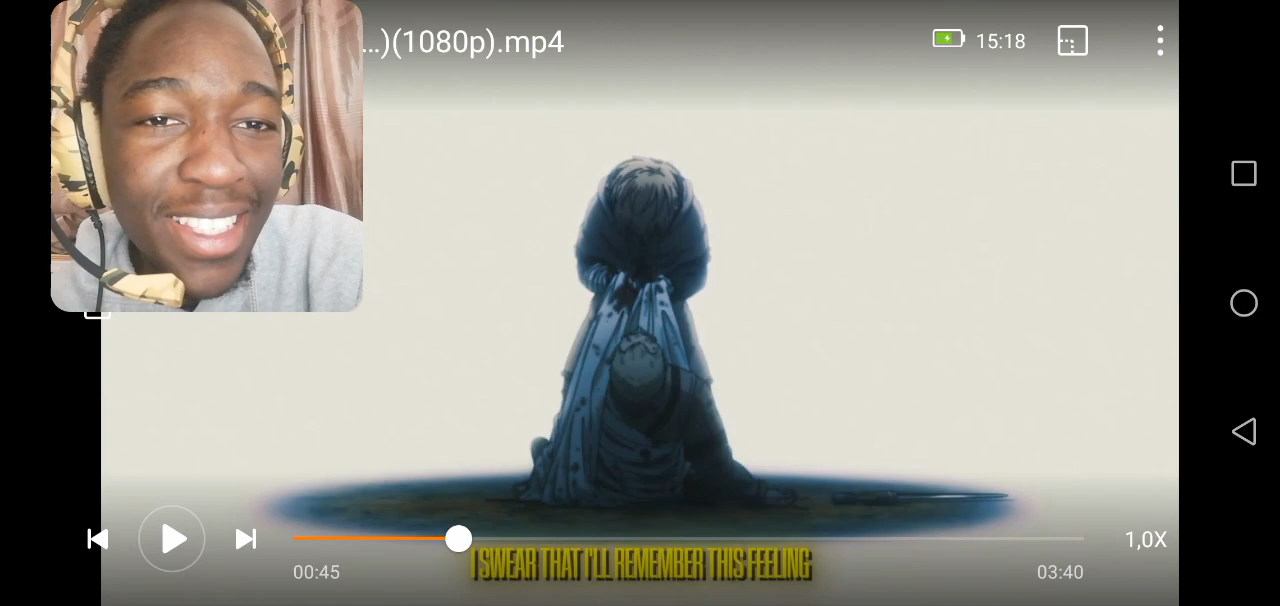 ...)(1080p).mp4
15:18
1,0X
I SWEAR THAT I'LL REMEMBER THIS FEELING
00:45
03:40